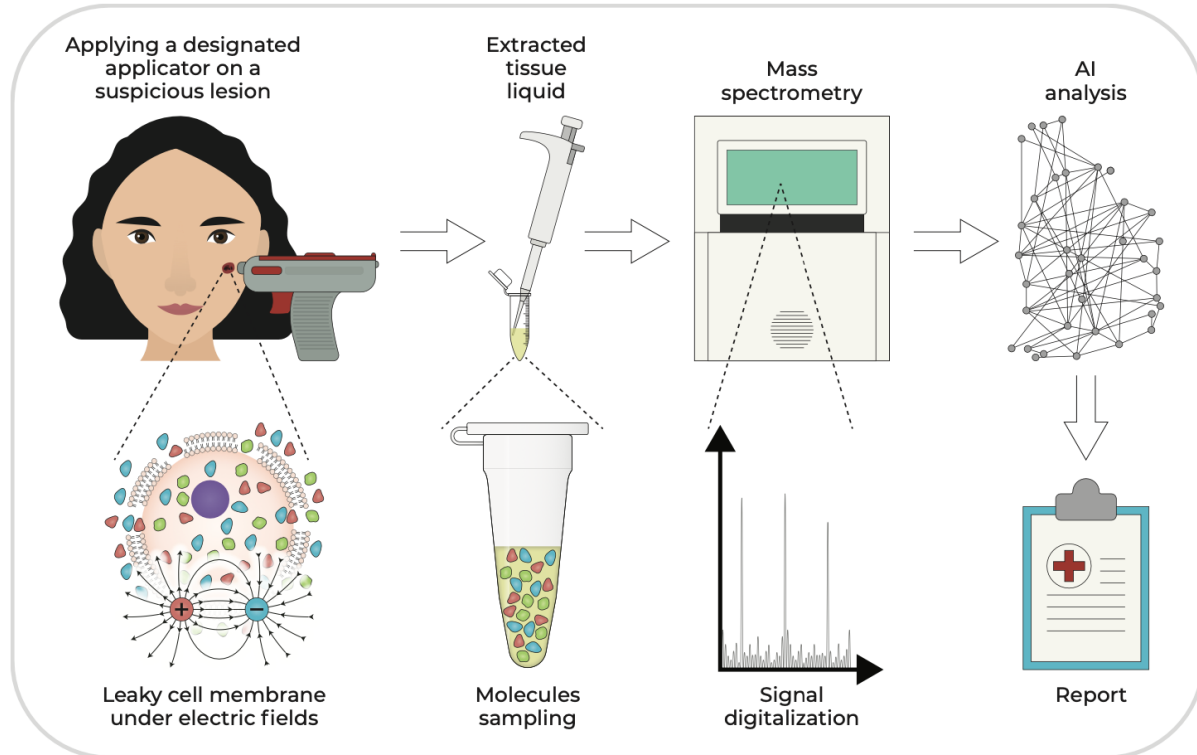 Applying a designated
applicator on a
suspicious lesion
Extracted
tissue
liquid
Mass
spectrometry
AI
analysis
+
−
Leaky cell membrane
under electric fields
Molecules
sampling
Signal
digitalization
Report